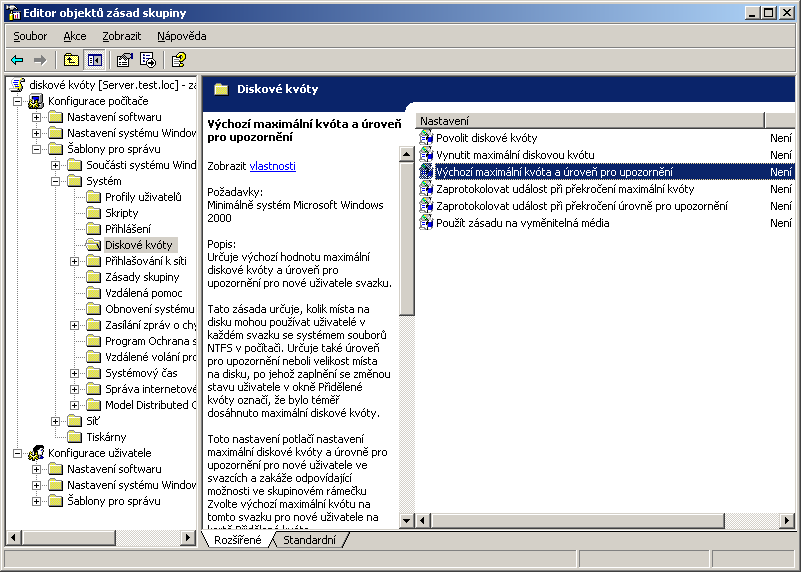 Editor objektů zásad skupiny
Soubor Akce Zobrazit Nápověda
diskové kvóty [Server.test.loc] - zá
Konfigurace počítače
Nastavení softwaru
Nastavení systému Window
Šablony pro správu
Součásti systému Wind
Systém
Profily uživatelů
Skripty
Přihlášení
Diskové kvóty
Přihlašování k síti
Zásady skupiny
Vzdálená pomoc
Obnovení systému
Zasílání zpráv o chy
Program Ochrana s
Vzdálené volání pro
Systémový čas
Správa internetové
Model Distributed C
Síť
Tiskárny
Konfigurace uživatele
Nastavení softwaru
Nastavení systému Window
Šablony pro správu
Diskové kvóty
Výchozí maximální kvóta a úroveň
pro upozornění
Zobrazit vlastnosti
Požadavky:
Minimálně systém Microsoft Windows
2000
Popis:
Určuje výchozí hodnotu maximální
diskové kvóty a úroveň pro
upozornění pro nové uživatele svazku.
Tato zásada určuje, kolik místa na
disku mohou používat uživatelé v
každém svazku se systémem souborů
NTFS v počítači. Určuje také úroveň
pro upozornění neboli velikost místa
na disku, po jehož zaplnění se změnou
stavu uživatele v okně Přidělené
kvóty označí, že bylo téměř
dosáhnuto maximální diskové kvóty.
Toto nastavení potlačí nastavení
maximální diskové kvóty a úrovně pro
upozornění pro nové uživatele ve
svazcích a zakáže odpovídající
možnosti ve skupinovém rámečku
Zvolte výchozí maximální kvótu na
tomto svazku pro nové uživatele na
kartě Přidělené kvóty.
Nastavení
Povolit diskové kvóty Není
Vynutit maximální diskovou kvótu Není
Výchozí maximální kvóta a úroveň pro upozornění Není
Zaprotokolovat událost při překročení maximální kvóty Není
Zaprotokolovat událost při překročení úrovně pro upozornění Není
Použít zásadu na vyměnitelná média Není
Rozšířené Standardní